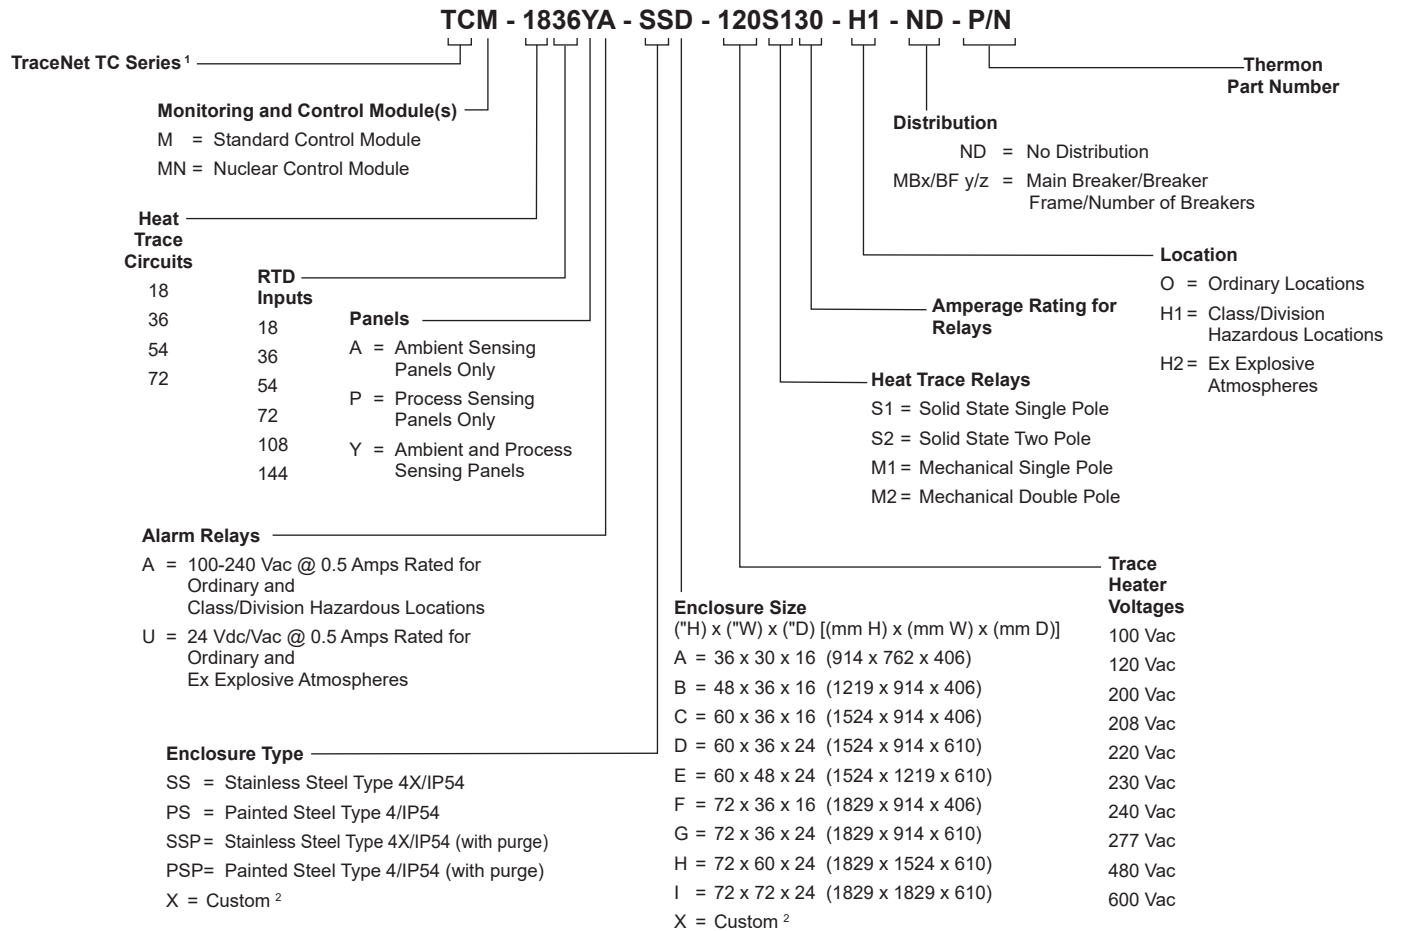 TCM - 1836YA - SSD - 120S130 - H1 - ND - P/N
TraceNet TC Series ¹
Thermon
Part Number
Monitoring and Control Module(s)
M = Standard Control Module
MN = Nuclear Control Module
Distribution
ND = No Distribution
MBx/BF y/z = Main Breaker/Breaker
Frame/Number of Breakers
Heat
Trace
Circuits
18
36
54
72
RTD
Inputs
18
36
54
72
108
144
Panels
A = Ambient Sensing
Panels Only
P = Process Sensing
Panels Only
Y = Ambient and Process
Sensing Panels
Location
O = Ordinary Locations
H1 = Class/Division
Hazardous Locations
H2 = Ex Explosive
Atmospheres
Amperage Rating for
Relays
Heat Trace Relays
S1 = Solid State Single Pole
S2 = Solid State Two Pole
M1 = Mechanical Single Pole
M2 = Mechanical Double Pole
Alarm Relays
A = 100-240 Vac @ 0.5 Amps Rated for
Ordinary and
Class/Division Hazardous Locations
U = 24 Vdc/Vac @ 0.5 Amps Rated for
Ordinary and
Ex Explosive Atmospheres
Enclosure Type
SS = Stainless Steel Type 4X/IP54
PS = Painted Steel Type 4/IP54
SSP = Stainless Steel Type 4X/IP54 (with purge)
PSP = Painted Steel Type 4/IP54 (with purge)
X = Custom ²
Enclosure Size
("H) x ("W) x ("D) [(mm H) x (mm W) x (mm D)]
A = 36 x 30 x 16 (914 x 762 x 406)
B = 48 x 36 x 16 (1219 x 914 x 406)
C = 60 x 36 x 16 (1524 x 914 x 406)
D = 60 x 36 x 24 (1524 x 914 x 610)
E = 60 x 48 x 24 (1524 x 1219 x 610)
F = 72 x 36 x 16 (1829 x 914 x 406)
G = 72 x 36 x 24 (1829 x 914 x 610)
H = 72 x 60 x 24 (1829 x 1524 x 610)
I = 72 x 72 x 24 (1829 x 1829 x 610)
X = Custom ²
Trace
Heater
Voltages
100 Vac
120 Vac
200 Vac
208 Vac
220 Vac
230 Vac
240 Vac
277 Vac
480 Vac
600 Vac